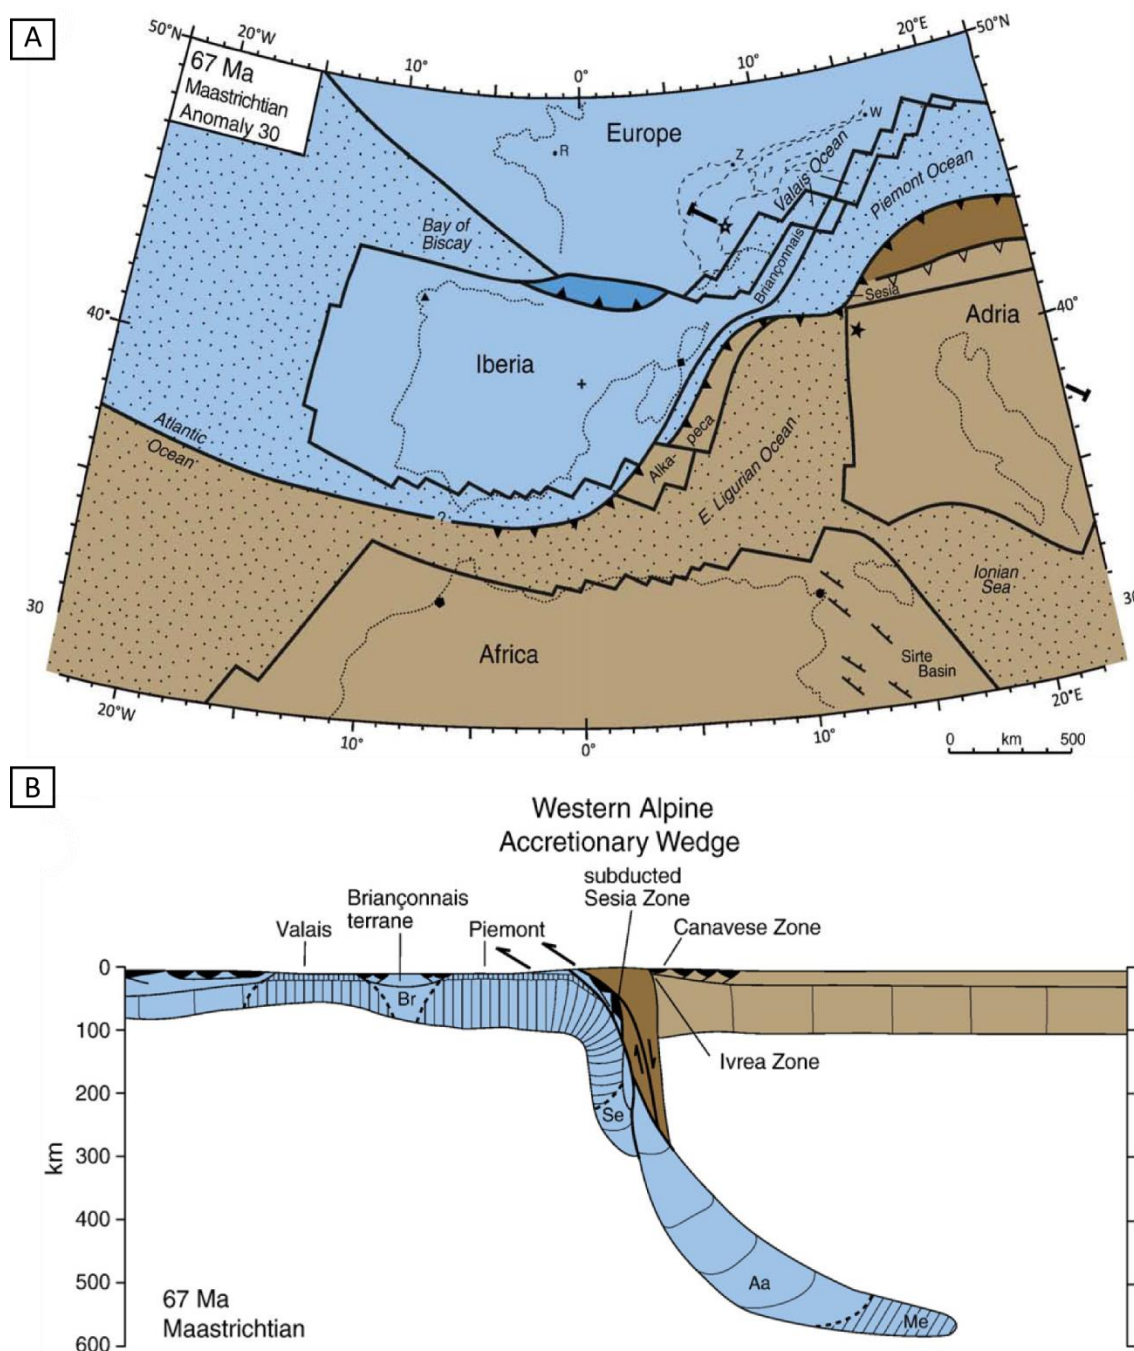 A
50°N
20°W
10°
0°
20°E
50°N
67 Ma
Maastrichtian
Anomaly 30
Europe
R
Z
W
Valais Ocean
Piemont Ocean
Bay of
Biscay
Briançonnais
Sesia
40°
40°
Adria
Iberia
Atlantic
Ocean
Alka-
peca
E. Ligurian Ocean
?
Ionian
Sea
30
30
Africa
Sirte
Basin
20°W
10°
0°
10°
20°E
0 km 500
B
Western Alpine
Accretionary Wedge
subducted
Sesia Zone
Briançonnais
terrane
Valais
Piemont
Canavese Zone
0
Br
100
Ivrea Zone
200
Se
km
300
400
500
Aa
67 Ma
Me
Maastrichtian
600